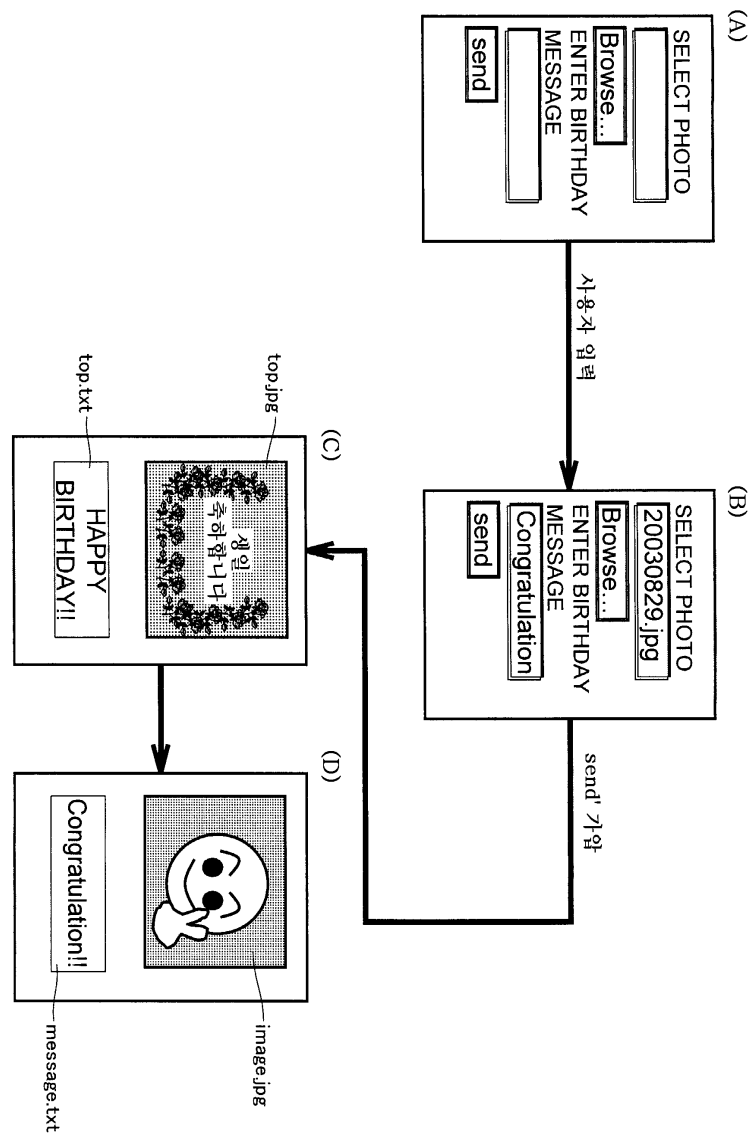 (A)
SELECT PHOTO
Browse...
ENTER BIRTHDAY
MESSAGE
send
사용자 입력
(B)
SELECT PHOTO
20030829.jpg
Browse...
ENTER BIRTHDAY
MESSAGE
Congratulation
send
send' 가압
(C)
top.jpg
생일
축하합니다
top.txt
HAPPY
BIRTHDAY!!
(D)
image.jpg
Congratulation!!
message.txt